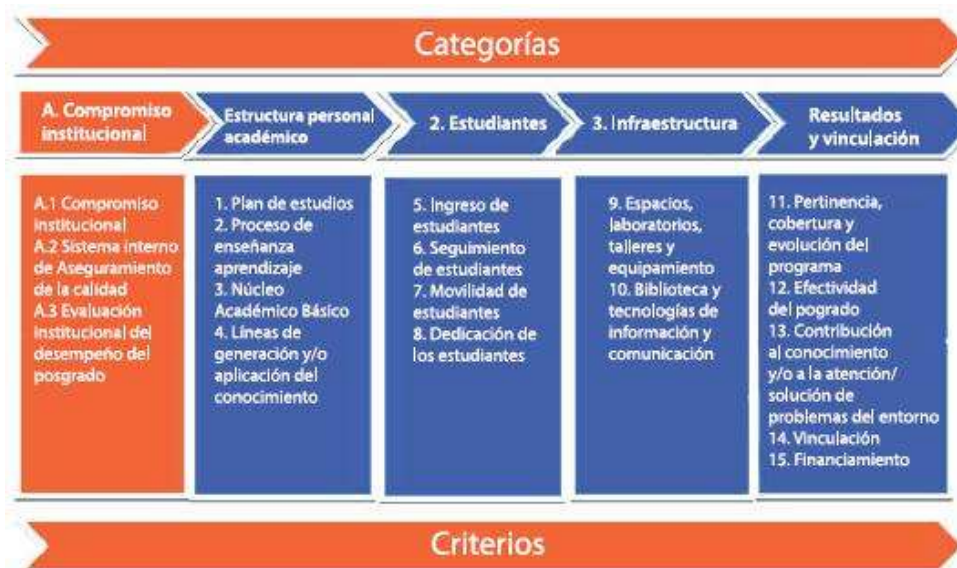 Categorías
A. Compromiso
institucional
Estructura personal
académico
2. Estudiantes
3. Infraestructura
Resultados
y vinculación
A.1 Compromiso
institucional
A.2 Sistema interno
de Aseguramiento
de la calidad
A.3 Evaluación
institucional del
desempeño del
posgrado
1. Plan de estudios
2. Proceso de
enseñanza
aprendizaje
3. Núcleo
Académico Básico
4. Líneas de
generación y/o
aplicación del
conocimiento
5. Ingreso de
estudiantes
6. Seguimiento
de estudiantes
7. Movilidad de
estudiantes
8. Dedicación de
los estudiantes
9. Espacios,
laboratorios,
talleres y
equipamiento
10. Biblioteca y
tecnologías de
información y
comunicación
11. Pertinencia,
cobertura y
evolución del
programa
12. Efectividad
del pogrado
13. Contribución
al conocimiento
y/o a la atención/
solución de
problemas del entorno
14. Vinculación
15. Financiamiento
Criterios